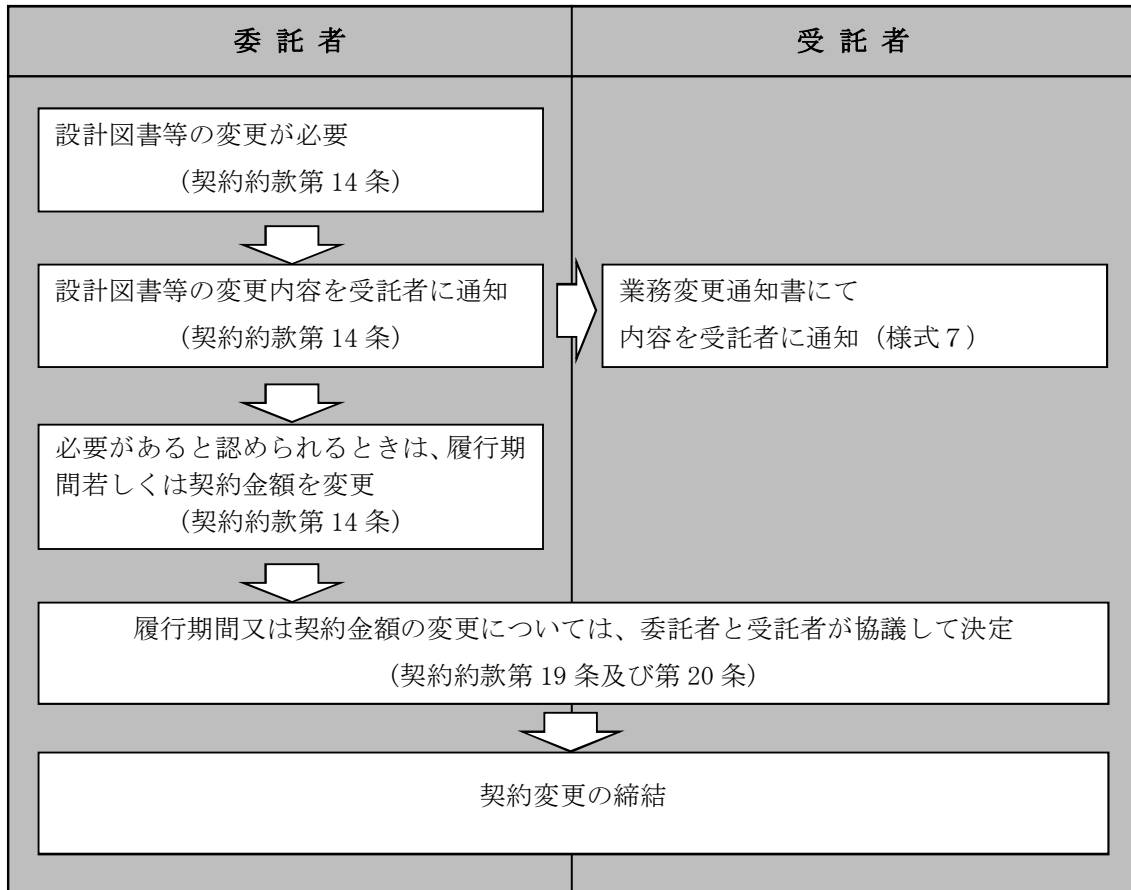 委託者
受託者
設計図書等の変更が必要
（契約約款第 14 条）
設計図書等の変更内容を受託者に通知
（契約約款第 14 条）
業務変更通知書にて
内容を受託者に通知（様式７）
必要があると認められるときは、履行期
間若しくは契約金額を変更
（契約約款第 14 条）
履行期間又は契約金額の変更については、委託者と受託者が協議して決定
（契約約款第 19 条及び第 20 条）
契約変更の締結